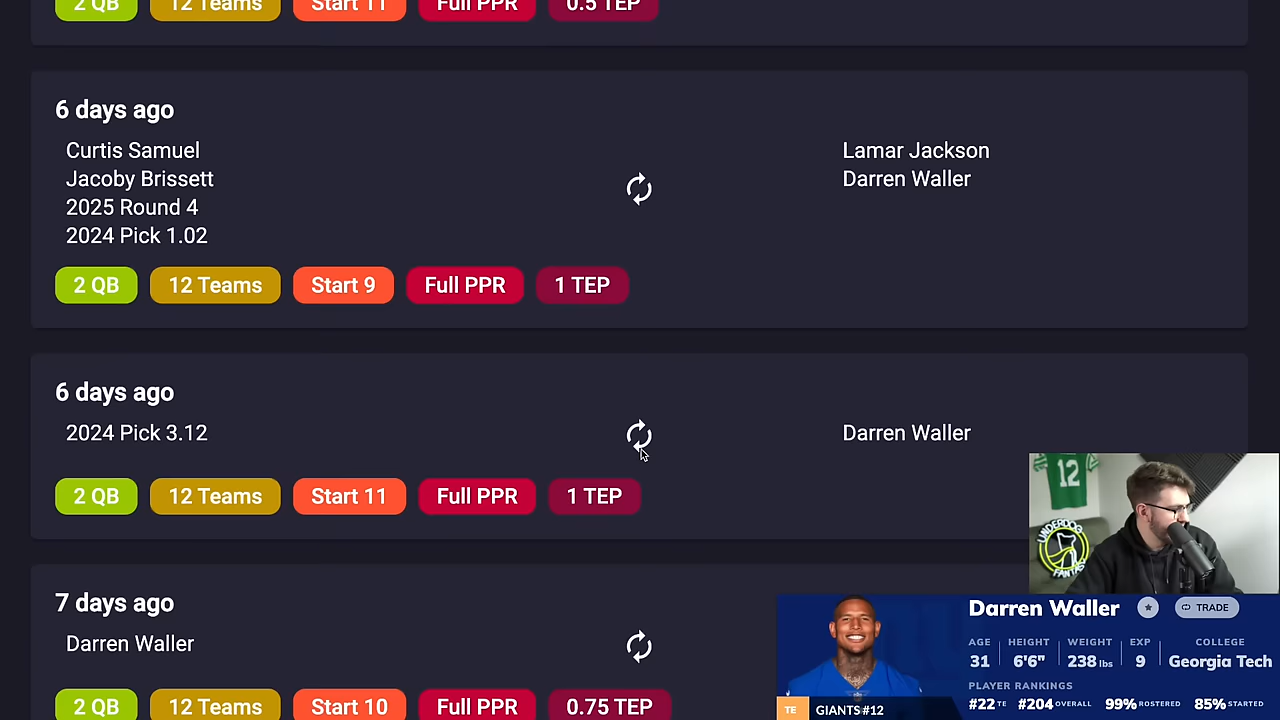 2 QB 12 Teams Start 11 Full PPR 0.5 TEP
6 days ago
Curtis Samuel
Jacoby Brissett
2025 Round 4
2024 Pick 1.02
Lamar Jackson
Darren Waller
2 QB 12 Teams Start 9 Full PPR 1 TEP
6 days ago
2024 Pick 3.12
Darren Waller
2 QB 12 Teams Start 11 Full PPR 1 TEP
7 days ago
Darren Waller
2 QB 12 Teams Start 10 Full PPR 0.75 TEP
12
UNDERDOG
FANTAS
Darren Waller TRADE
AGE HEIGHT WEIGHT EXP COLLEGE
31 6'6" 238 lbs 9 Georgia Tech
PLAYER RANKINGS
#22 TE #204 OVERALL 99% ROSTERED 85% STARTED
TE GIANTS #12